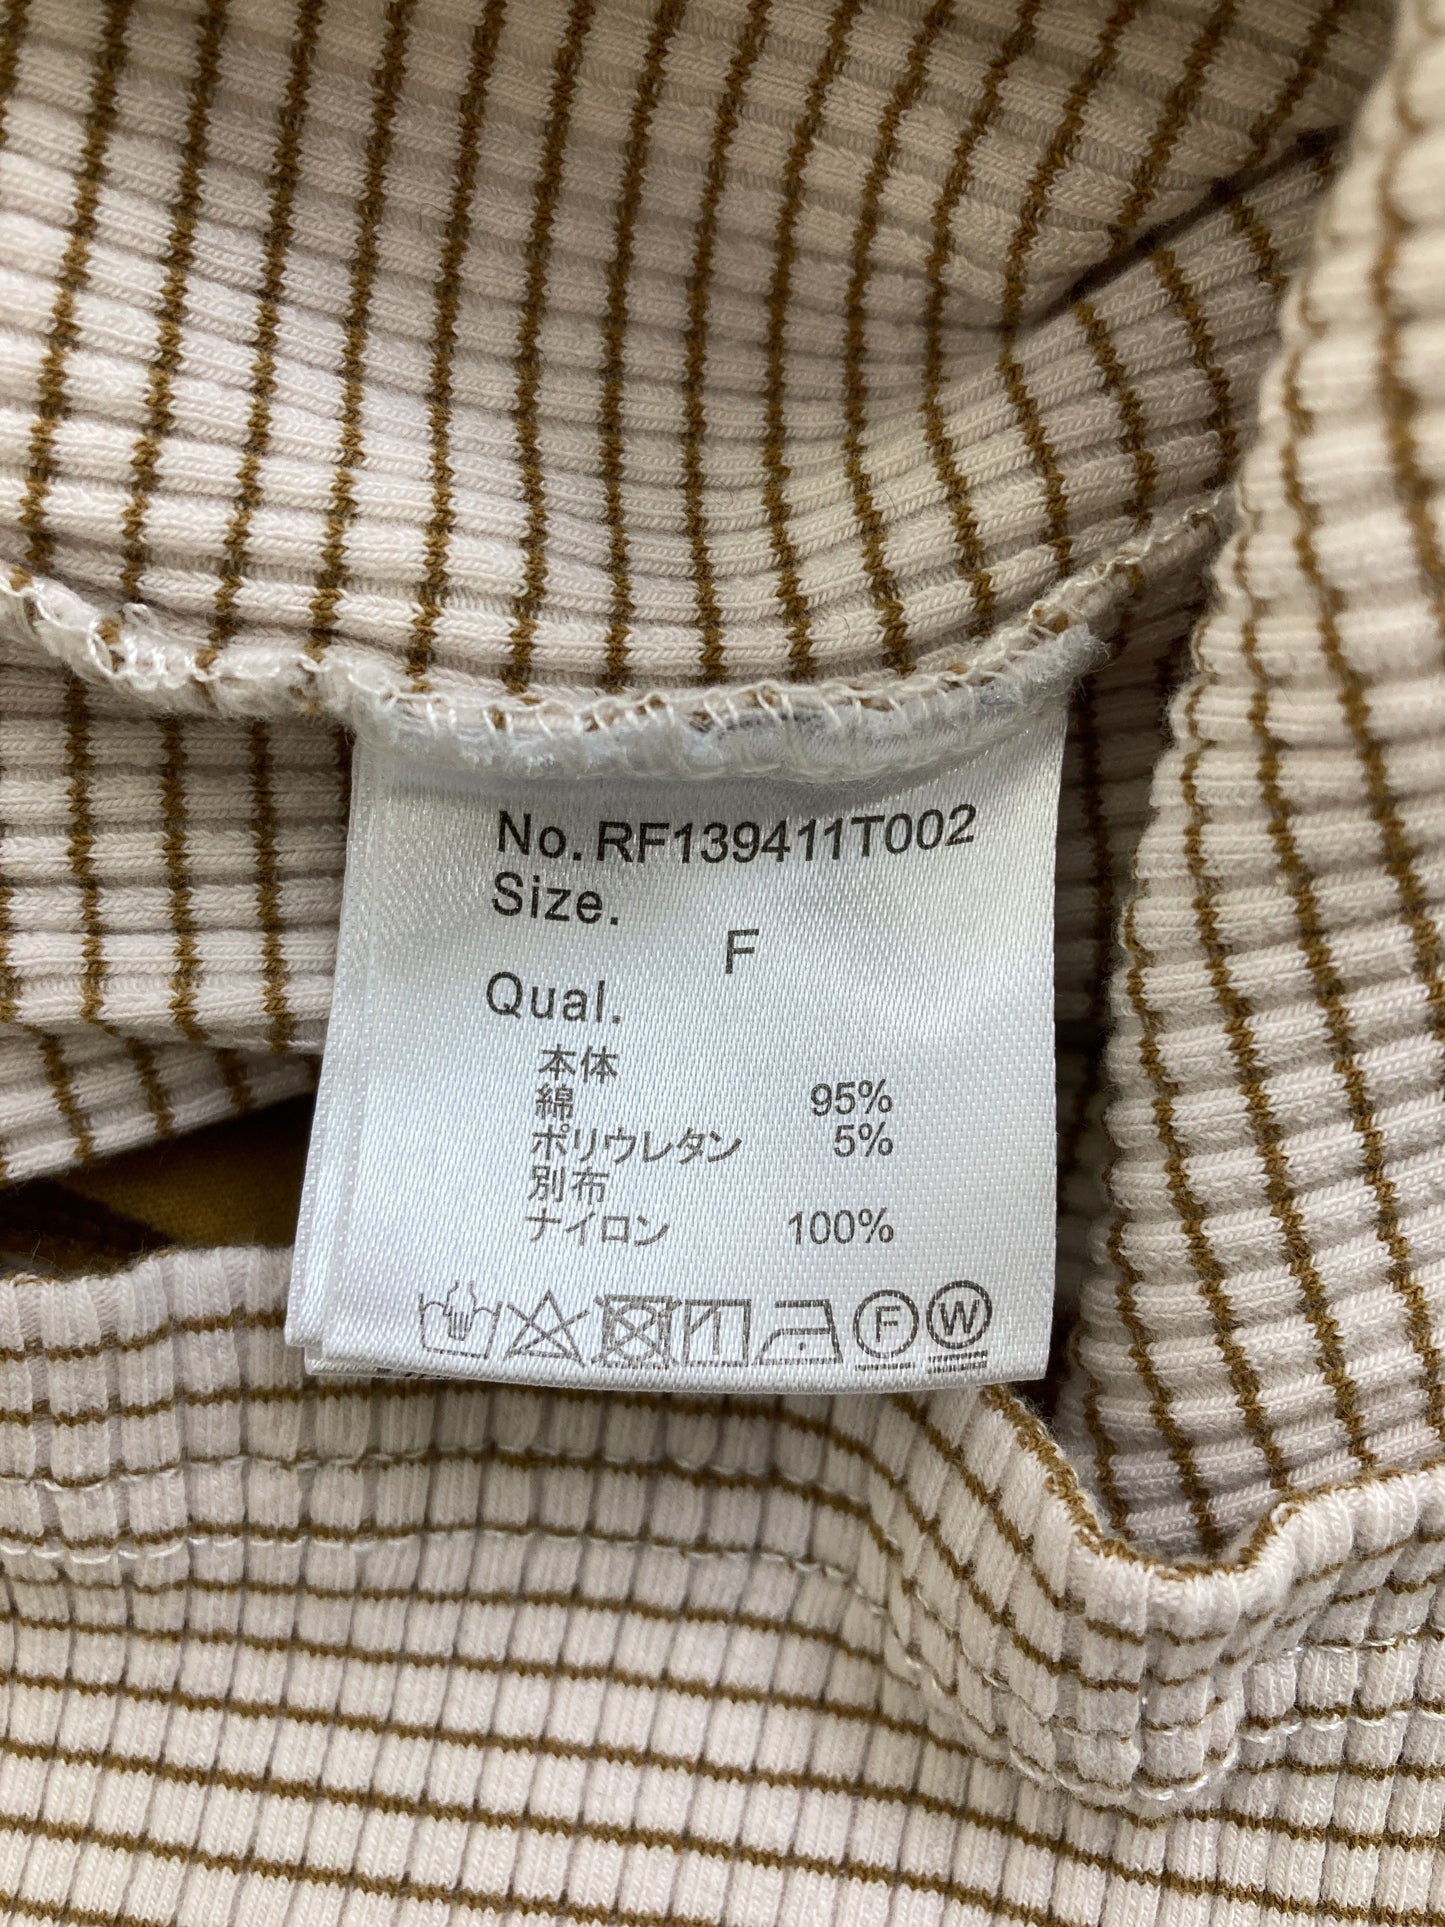 No. RF139411T002
Size.
F
Qual.
本体
綿 95%
ポリウレタン 5%
別布
ナイロン 100%
F W